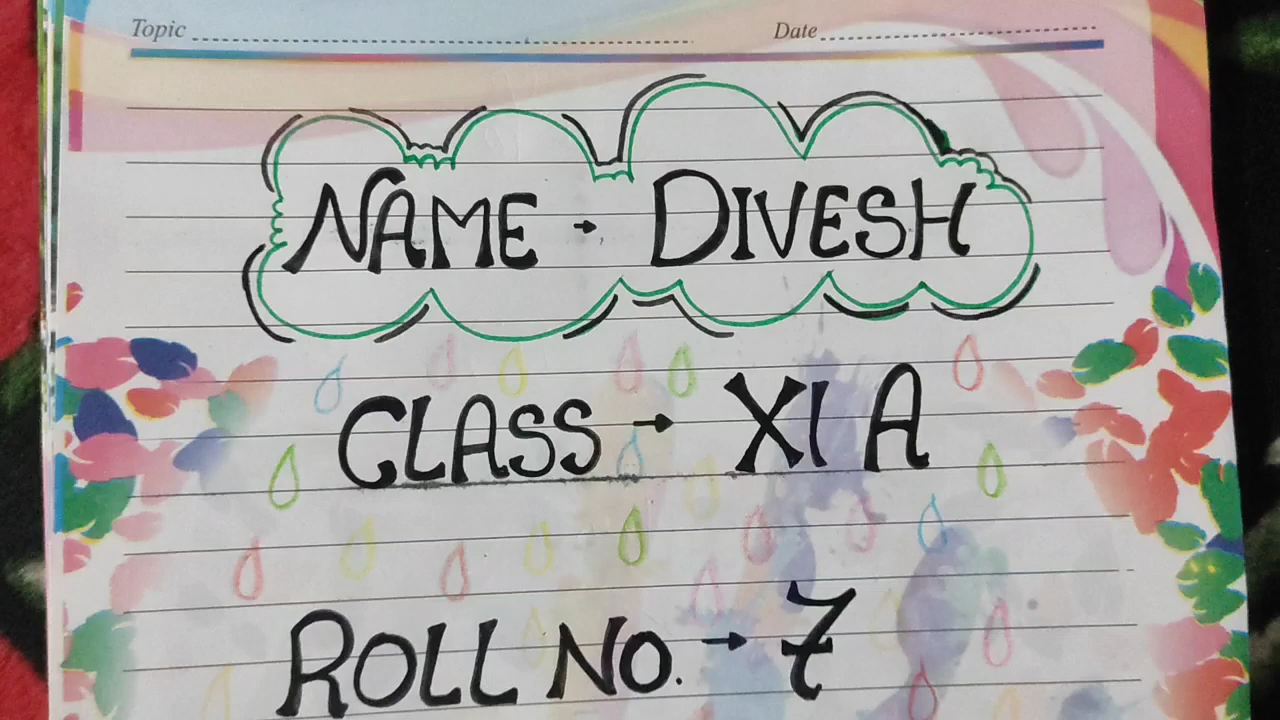 Topic Date
NAME → DIVESH
CLASS → XI A
ROLL NO. → 7